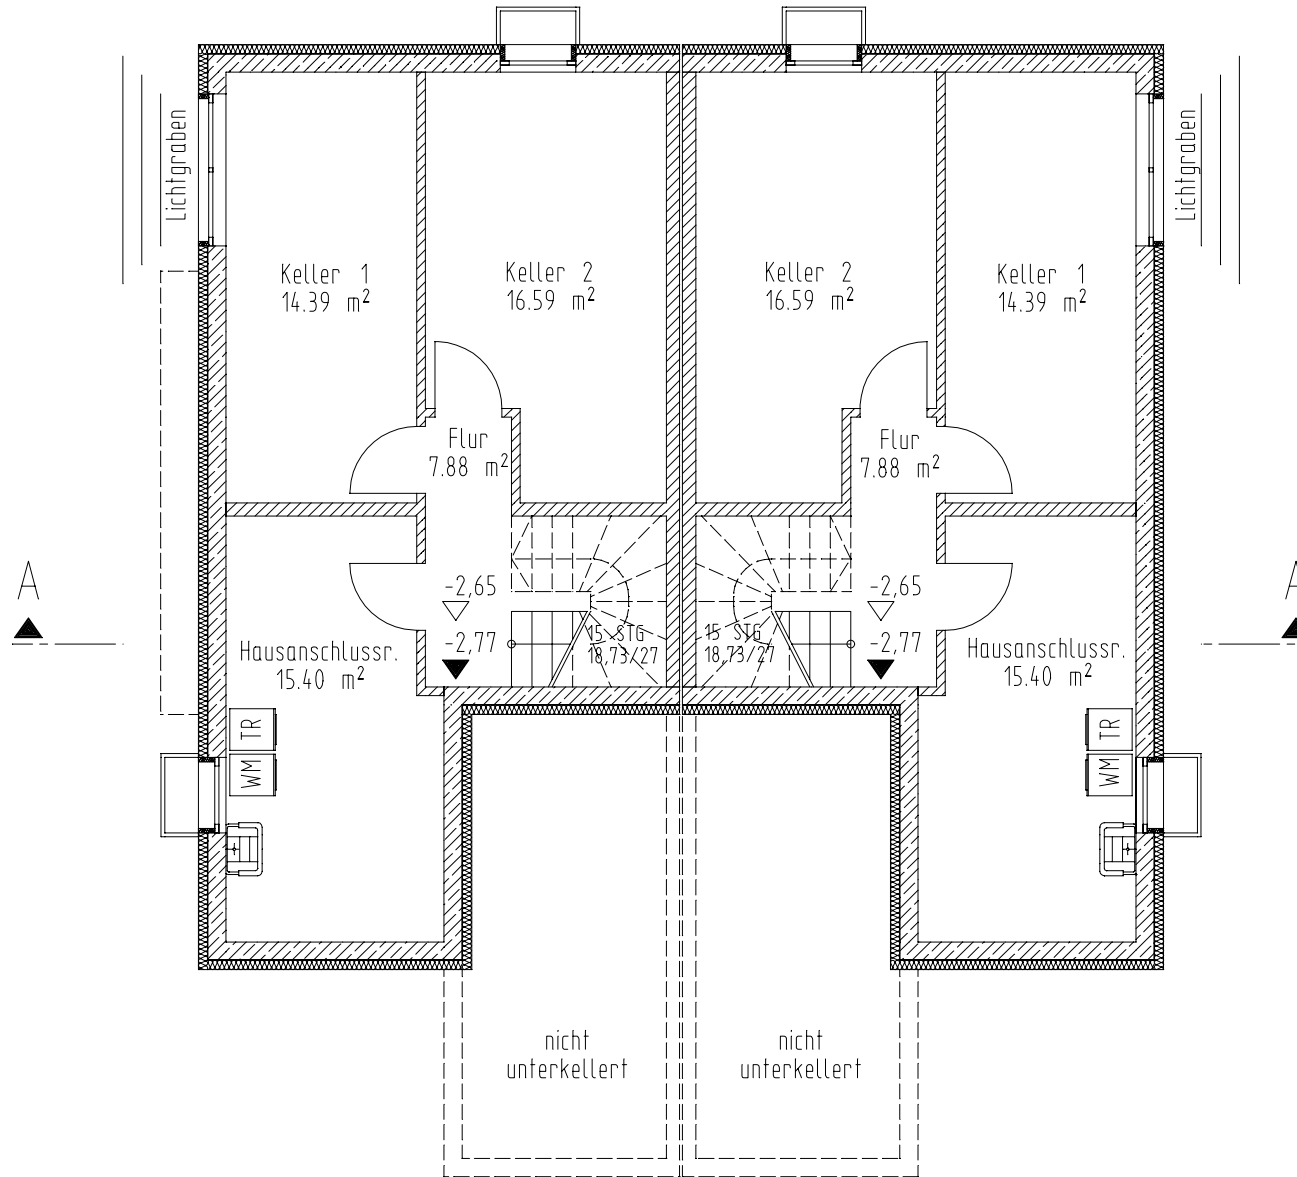 Lichtgraben
Lichtgraben
Keller 1
14.39 m²
Keller 2
16.59 m²
Keller 2
16.59 m²
Keller 1
14.39 m²
Flur
7.88 m²
Flur
7.88 m²
A
A
-2,65
-2,77
15 STG
18,73/27
15 STG
18,73/27
-2,65
-2,77
Hausanschlussr.
15.40 m²
Hausanschlussr.
15.40 m²
TR
WM
TR
WM
nicht
unterkellert
nicht
unterkellert